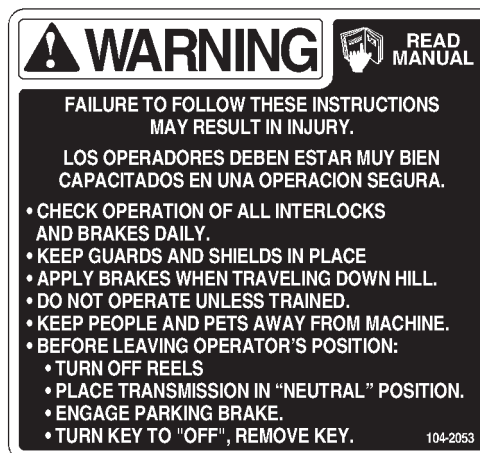 WARNING
READ
MANUAL
FAILURE TO FOLLOW THESE INSTRUCTIONS
MAY RESULT IN INJURY.
LOS OPERADORES DEBEN ESTAR MUY BIEN
CAPACITADOS EN UNA OPERACION SEGURA.
• CHECK OPERATION OF ALL INTERLOCKS
AND BRAKES DAILY.
• KEEP GUARDS AND SHIELDS IN PLACE
• APPLY BRAKES WHEN TRAVELING DOWN HILL.
• DO NOT OPERATE UNLESS TRAINED.
• KEEP PEOPLE AND PETS AWAY FROM MACHINE.
• BEFORE LEAVING OPERATOR'S POSITION:
• TURN OFF REELS
• PLACE TRANSMISSION IN “NEUTRAL” POSITION.
• ENGAGE PARKING BRAKE.
• TURN KEY TO "OFF", REMOVE KEY.
104-2053